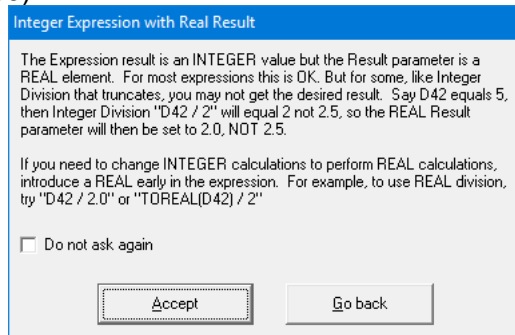 Integer Expression with Real Result
The Expression result is an INTEGER value but the Result parameter is a
REAL element. For most expressions this is OK. But for some, like Integer
Division that truncates, you may not get the desired result. Say D42 equals 5,
then Integer Division "D42 / 2" will equal 2 not 2.5, so the REAL Result
parameter will then be set to 2.0, NOT 2.5.
If you need to change INTEGER calculations to perform REAL calculations,
introduce a REAL early in the expression. For example, to use REAL division,
try "D42 / 2.0" or "TOREAL(D42) / 2"
Do not ask again
Accept
Go back